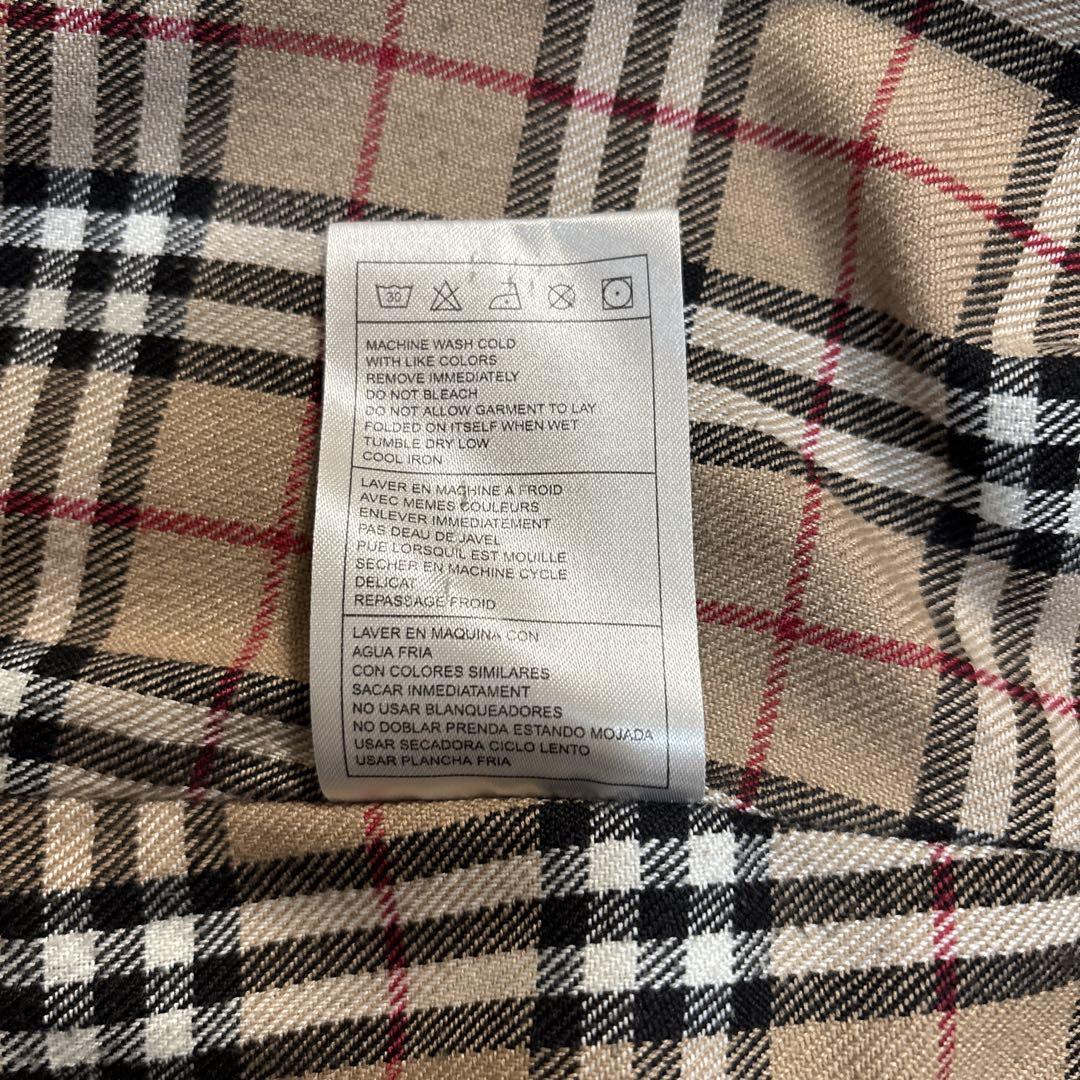 30
MACHINE WASH COLD
WITH LIKE COLORS
REMOVE IMMEDIATELY
DO NOT BLEACH
DO NOT ALLOW GARMENT TO LAY
FOLDED ON ITSELF WHEN WET
TUMBLE DRY LOW
COOL IRON
LAVER EN MACHINE A FROID
AVEC MEMES COULEURS
ENLEVER IMMEDIATEMENT
PAS DEAU DE JAVEL
PUE LORSQUIL EST MOUILLE
SECHER EN MACHINE CYCLE
DELICAT
REPASSAGE FROID
LAVER EN MAQUINA CON
AGUA FRIA
CON COLORES SIMILARES
SACAR INMEDIATAMENT
NO USAR BLANQUEADORES
NO DOBLAR PRENDA ESTANDO MOJADA
USAR SECADORA CICLO LENTO
USAR PLANCHA FRIA